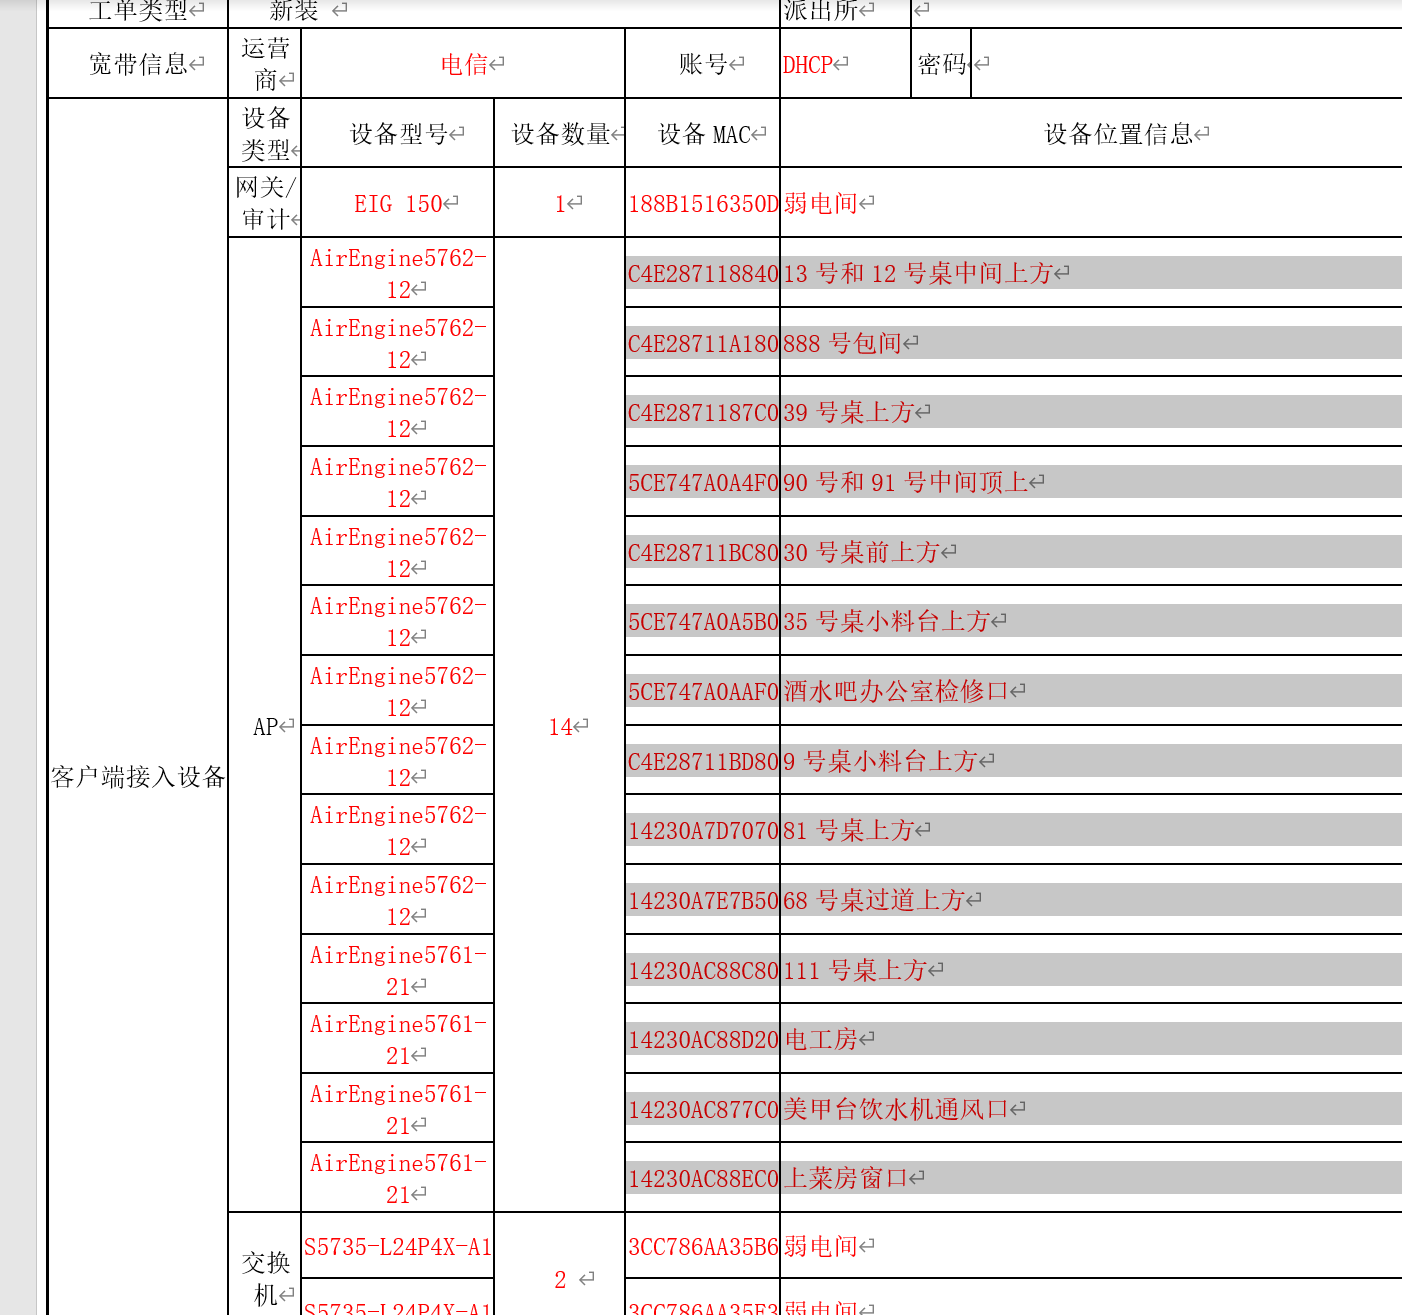 工单类型 新装 派出所
宽带信息 运营商 电信 账号 DHCP 密码
客户端接入设备
设备类型 设备型号 设备数量 设备 MAC 设备位置信息
网关/审计 EIG 150 1 188B1516350D 弱电间
AP 14
AirEngine5762-12 C4E287118840 13 号和 12 号桌中间上方
AirEngine5762-12 C4E28711A180 888 号包间
AirEngine5762-12 C4E2871187C0 39 号桌上方
AirEngine5762-12 5CE747A0A4F0 90 号和 91 号中间顶上
AirEngine5762-12 C4E28711BC80 30 号桌前上方
AirEngine5762-12 5CE747A0A5B0 35 号桌小料台上方
AirEngine5762-12 5CE747A0AAF0 酒水吧办公室检修口
AirEngine5762-12 C4E28711BD80 9 号桌小料台上方
AirEngine5762-12 14230A7D7070 81 号桌上方
AirEngine5762-12 14230A7E7B50 68 号桌过道上方
AirEngine5761-21 14230AC88C80 111 号桌上方
AirEngine5761-21 14230AC88D20 电工房
AirEngine5761-21 14230AC877C0 美甲台饮水机通风口
AirEngine5761-21 14230AC88EC0 上菜房窗口
交换机 2
S5735-L24P4X-A1 3CC786AA35B6 弱电间
S5735-L24P4X-A1 3CC786AA35E3 弱电间